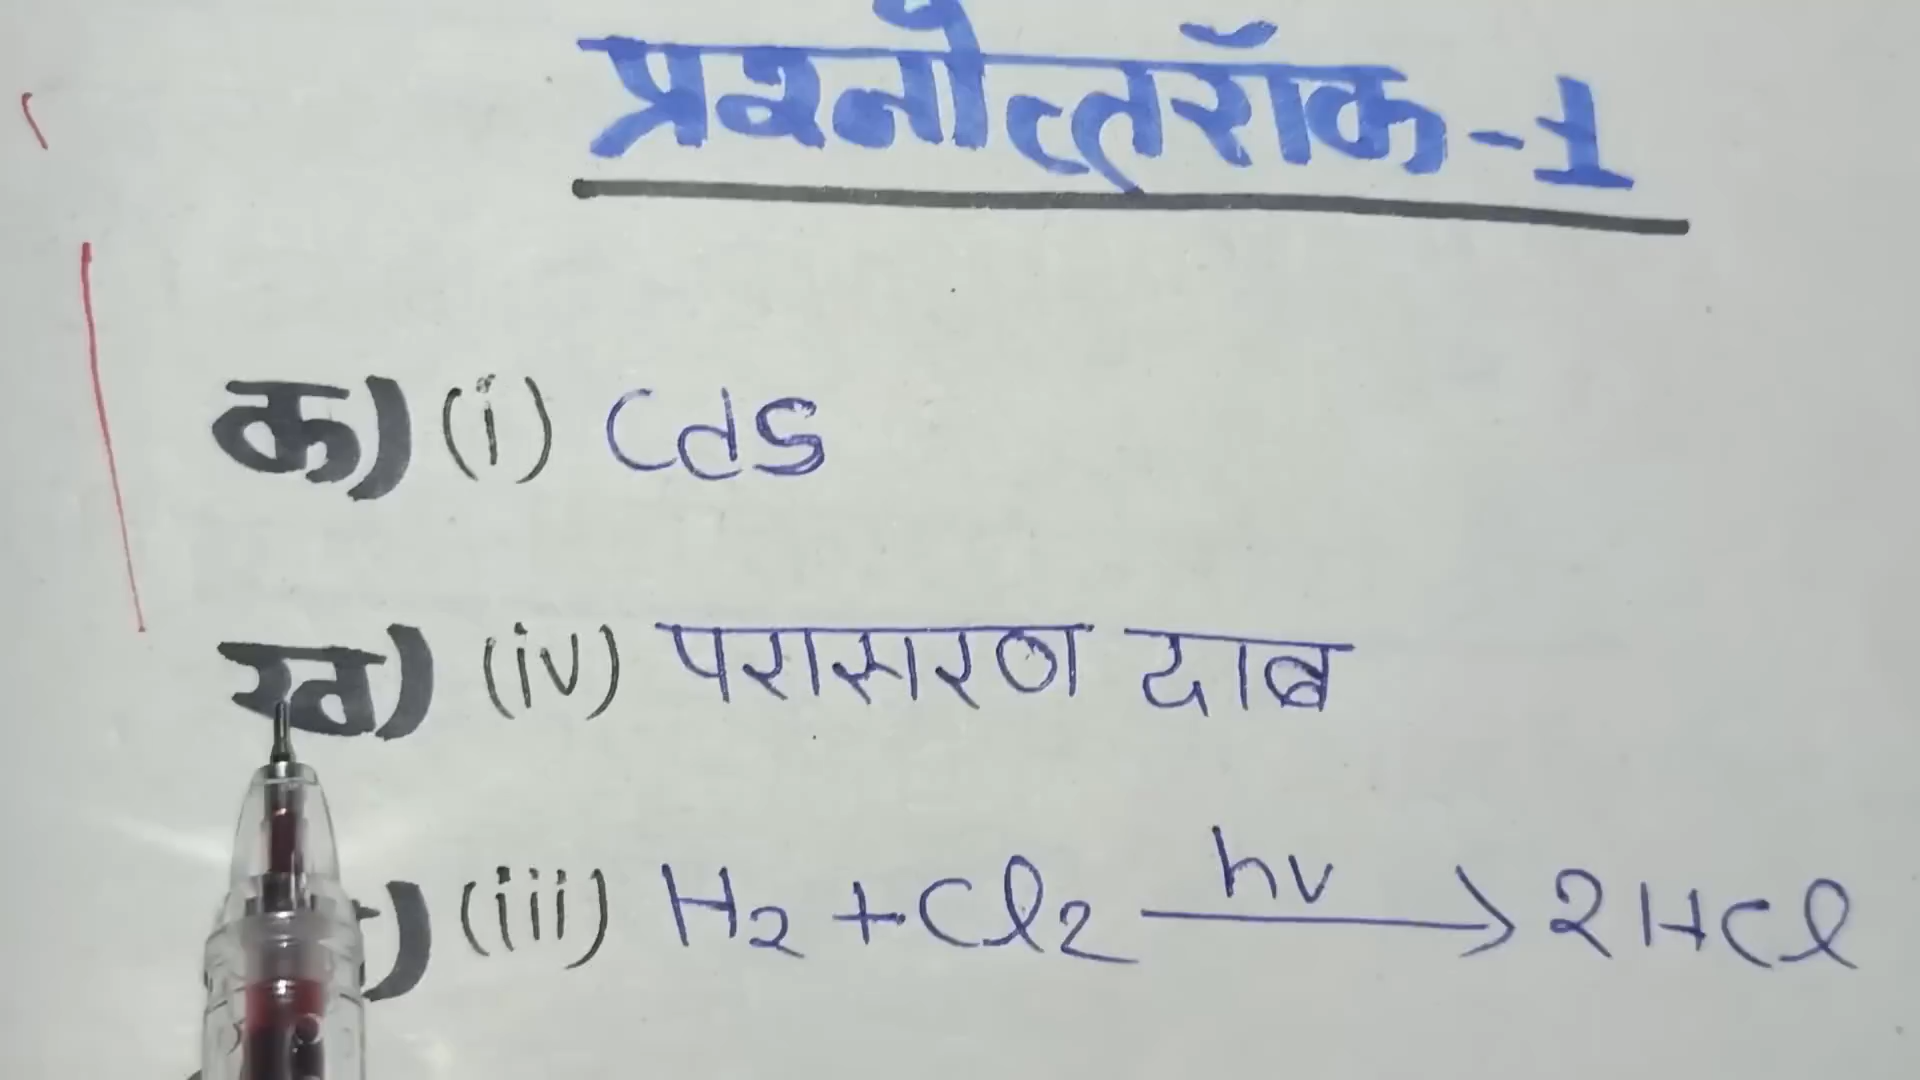 प्रश्नोत्तरॉक-1
क) (i) Cds
ख) (iv) परासरण दाब
) (iii) H₂ + Cl₂ hv → 2HCl